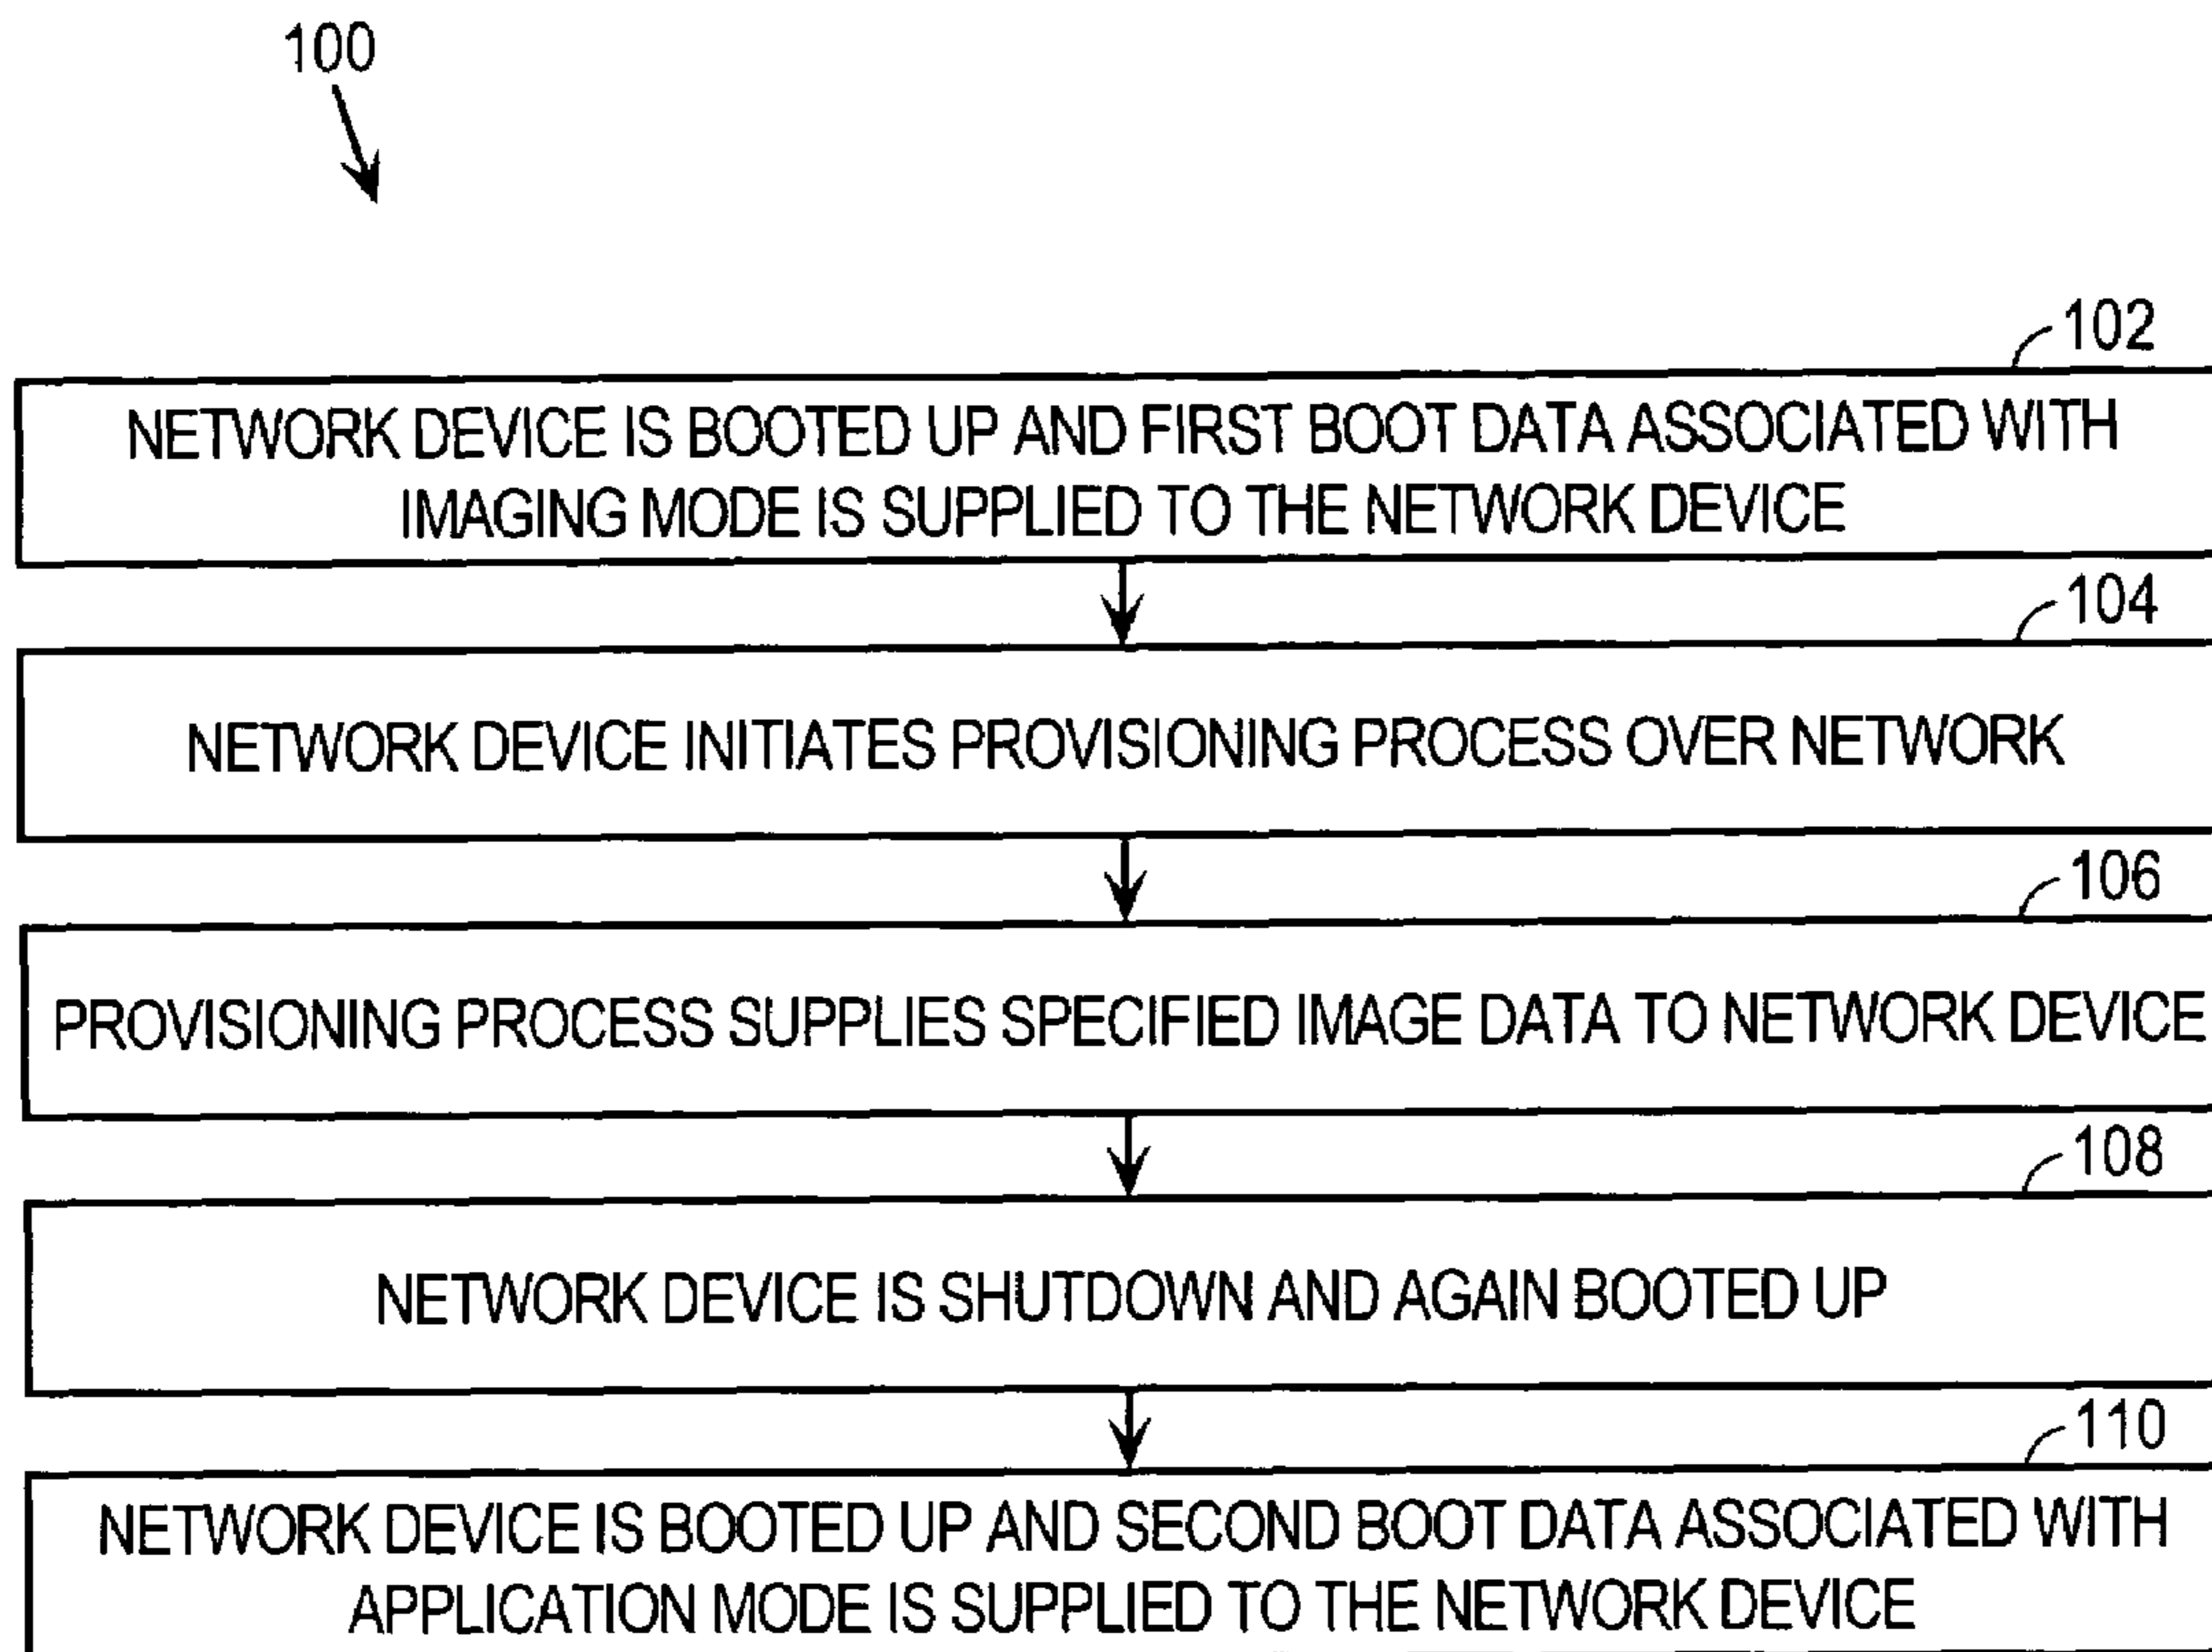 100
102
NETWORK DEVICE IS BOOTED UP AND FIRST BOOT DATA ASSOCIATED WITH
IMAGING MODE IS SUPPLIED TO THE NETWORK DEVICE
104
NETWORK DEVICE INITIATES PROVISIONING PROCESS OVER NETWORK
106
PROVISIONING PROCESS SUPPLIES SPECIFIED IMAGE DATA TO NETWORK DEVICE
108
NETWORK DEVICE IS SHUTDOWN AND AGAIN BOOTED UP
110
NETWORK DEVICE IS BOOTED UP AND SECOND BOOT DATA ASSOCIATED WITH
APPLICATION MODE IS SUPPLIED TO THE NETWORK DEVICE